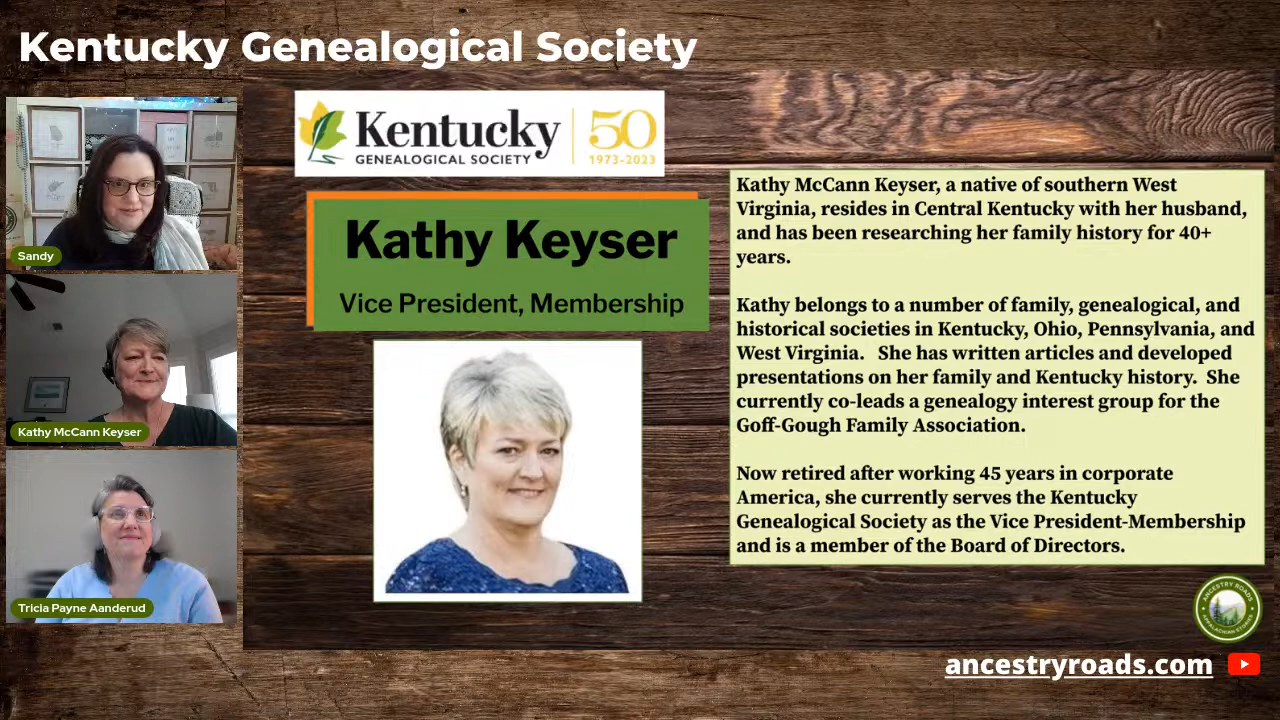 Kentucky Genealogical Society
Sandy
Kathy McCann Keyser
Tricia Payne Aanderud
Kentucky
GENEALOGICAL SOCIETY
50
1973-2023
Kathy Keyser
Vice President, Membership
Kathy McCann Keyser, a native of southern West
Virginia, resides in Central Kentucky with her husband,
and has been researching her family history for 40+
years.
Kathy belongs to a number of family, genealogical, and
historical societies in Kentucky, Ohio, Pennsylvania, and
West Virginia. She has written articles and developed
presentations on her family and Kentucky history. She
currently co-leads a genealogy interest group for the
Goff-Gough Family Association.
Now retired after working 45 years in corporate
America, she currently serves the Kentucky
Genealogical Society as the Vice President-Membership
and is a member of the Board of Directors.
ANCESTRY ROADS
APPALACHIAN STORIES
ancestryroads.com